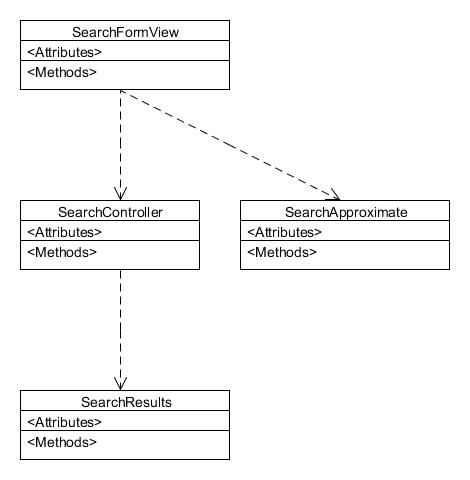 SearchFormView
<Attributes>
<Methods>
SearchController
<Attributes>
<Methods>
SearchApproximate
<Attributes>
<Methods>
SearchResults
<Attributes>
<Methods>